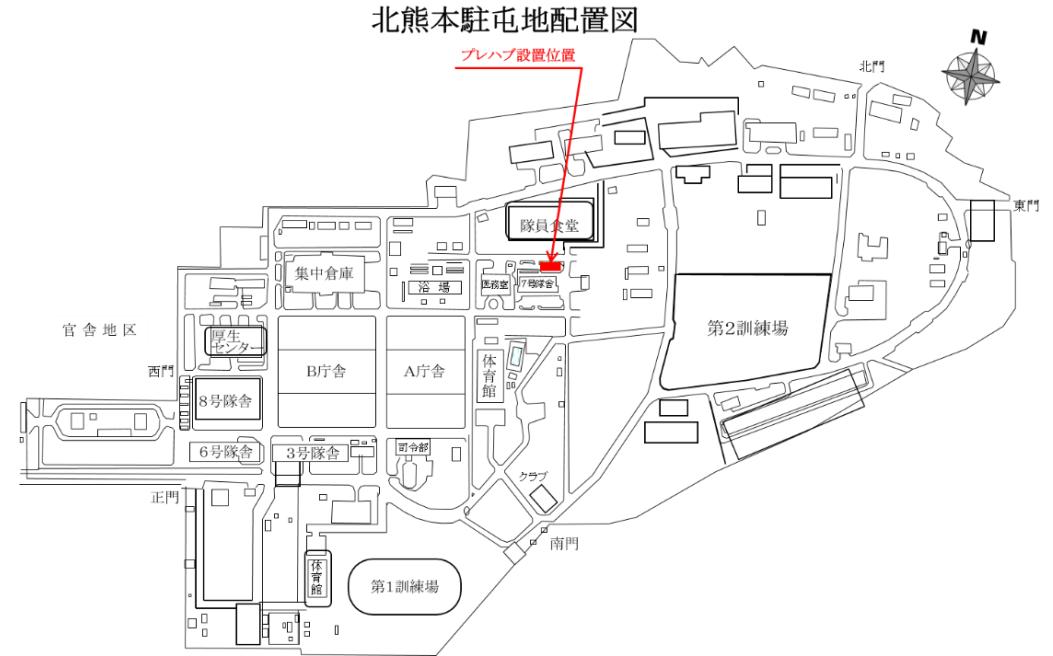 北熊本駐屯地配置図
プレハブ設置位置
N
北門
東門
隊員食堂
集中倉庫
浴場
医務室
7号隊舎
官舎地区
厚生
センター
第2訓練場
西門
B庁舎
A庁舎
体育館
8号隊舎
6号隊舎
3号隊舎
司令部
クラブ
正門
南門
体育館
第1訓練場